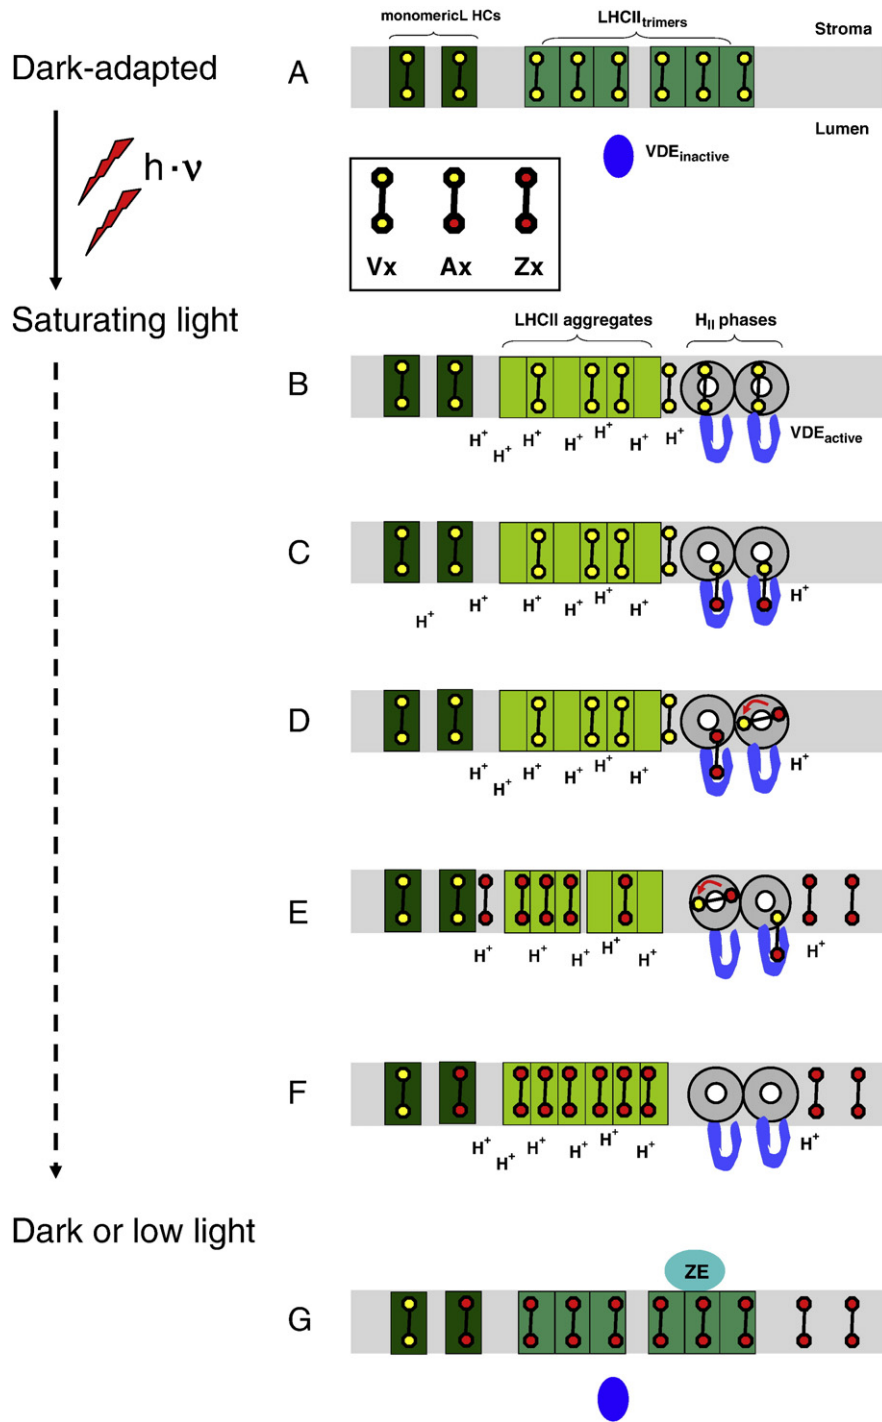 monomericL HCs
LHCIItrimers
Stroma
Dark-adapted
A
Lumen
VDEinactive
h·ν
Vx Ax Zx
Saturating light
LHCII aggregates
HII phases
B
VDEactive
H+ H+ H+ H+ H+ H+ H+
C
H+ H+ H+ H+ H+ H+ H+
D
H+ H+ H+ H+ H+ H+ H+
E
H+ H+ H+ H+ H+ H+
F
H+ H+ H+ H+ H+ H+ H+
Dark or low light
ZE
G